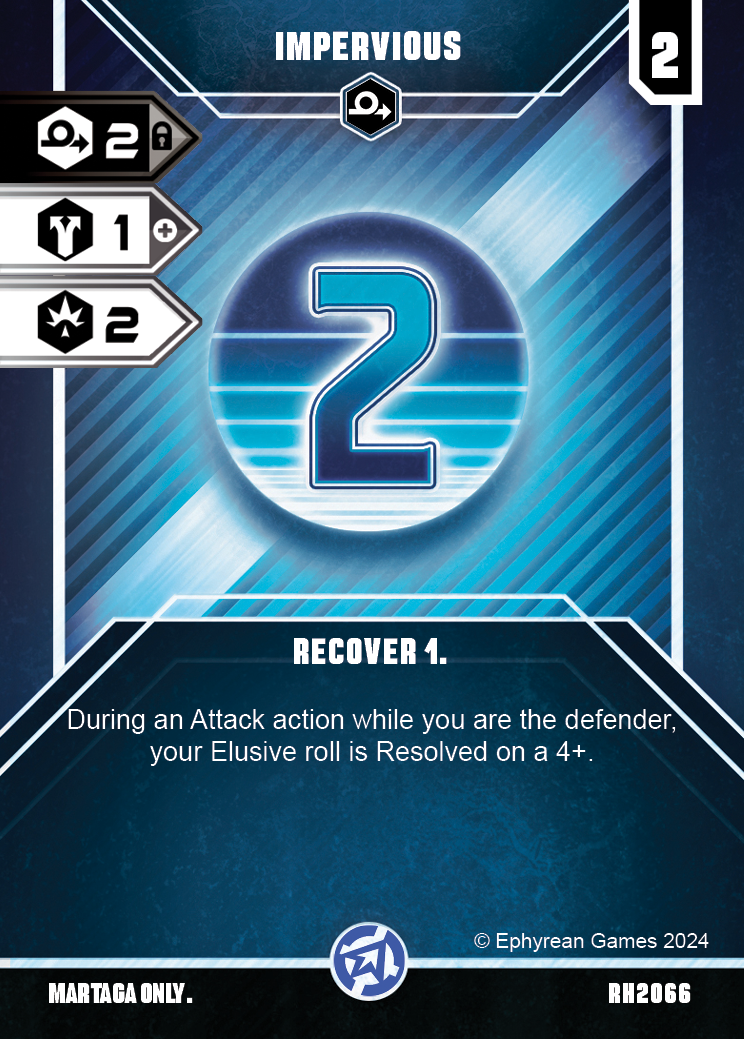 IMPERVIOUS
2
2
1
2
2
RECOVER 1.
During an Attack action while you are the defender,
your Elusive roll is Resolved on a 4+.
© Ephyrean Games 2024
MARTAGA ONLY.
RH2066